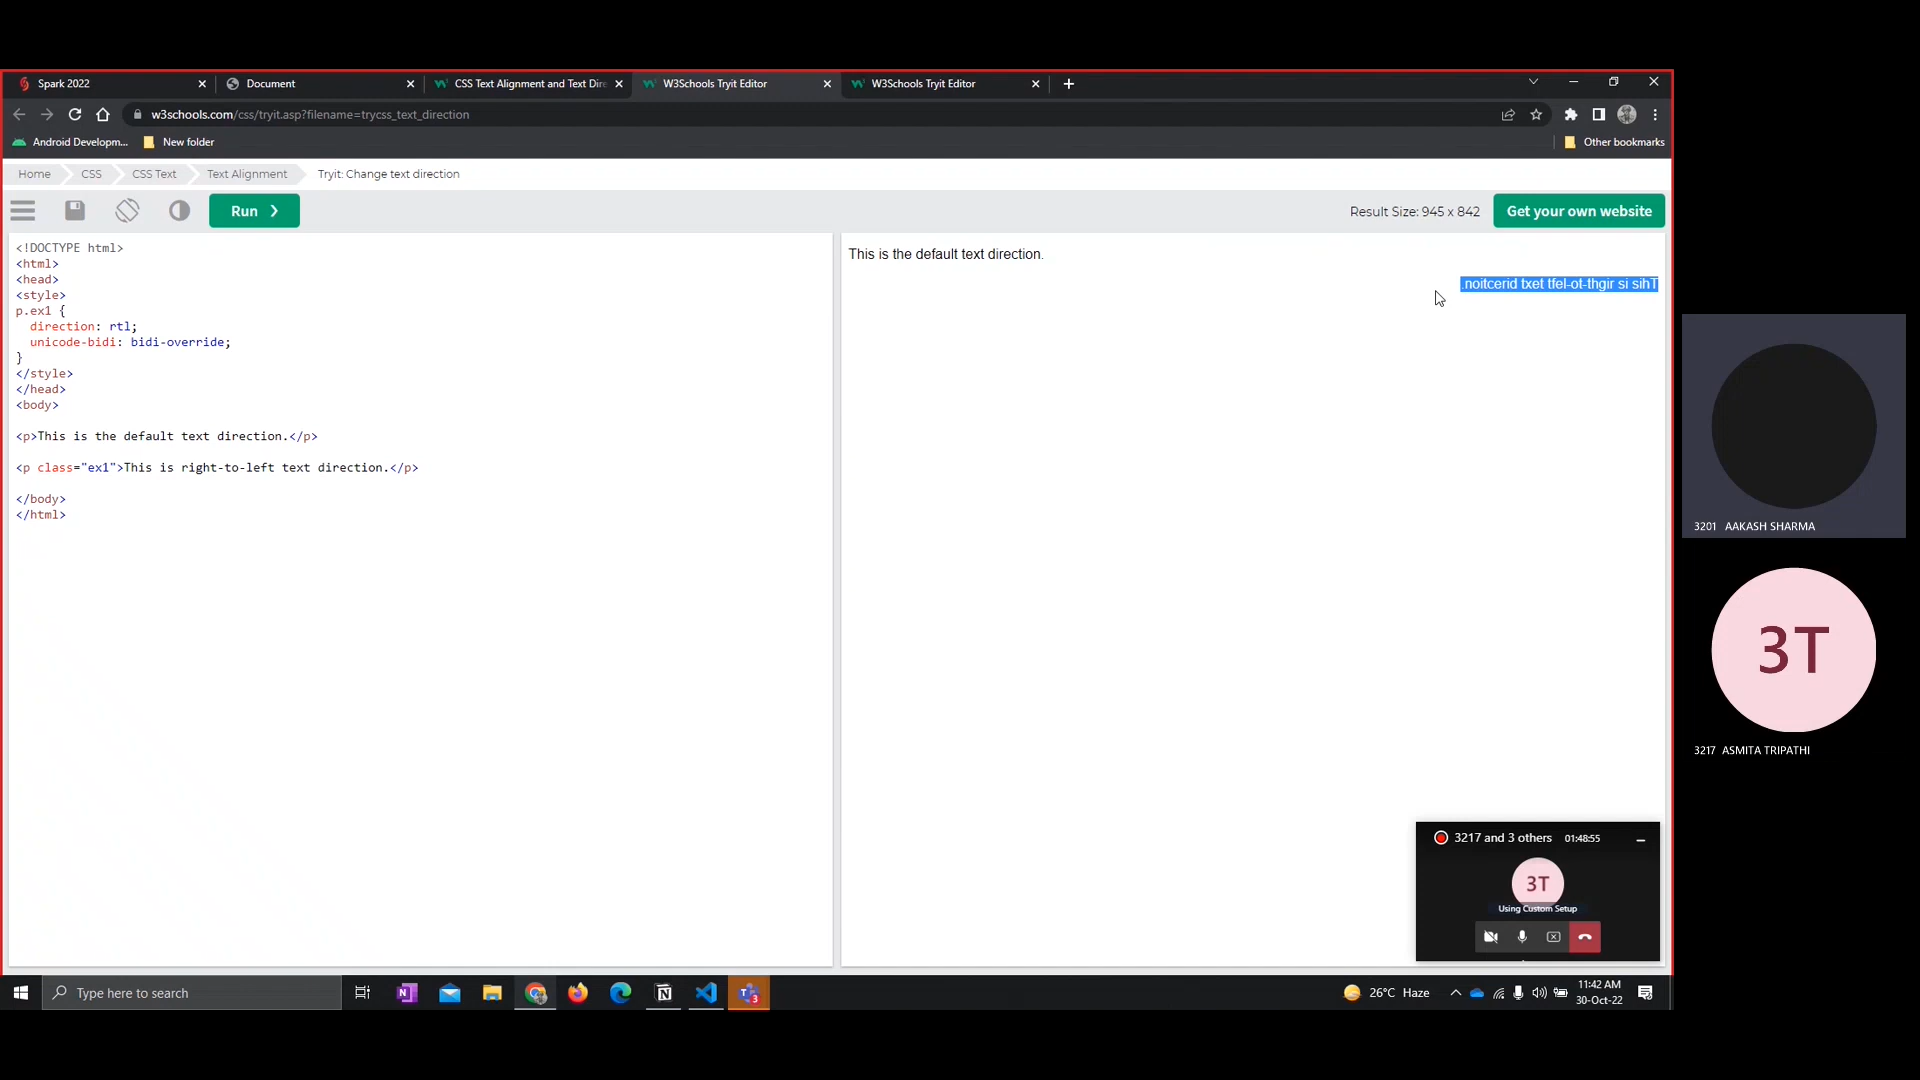 Spark 2022
Document
CSS Text Alignment and Text Dire
W3Schools Tryit Editor
W3Schools Tryit Editor
w3schools.com/css/tryit.asp?filename=trycss_text_direction
Android Developm...
New folder
Other bookmarks
Home
CSS
CSS Text
Text Alignment
Tryit: Change text direction
Run ❯
Result Size: 945 x 842
Get your own website
<!DOCTYPE html>
<html>
<head>
<style>
p.ex1 {
  direction: rtl;
  unicode-bidi: bidi-override;
}
</style>
</head>
<body>
<p>This is the default text direction.</p>
<p class="ex1">This is right-to-left text direction.</p>
</body>
</html>
This is the default text direction.
.noitcerid txet tfel-ot-thgir si sihT
3201 AAKASH SHARMA
3T
3217 ASMITA TRIPATHI
3217 and 3 others 01:48:55
3T
Using Custom Setup
Type here to search
26°C Haze
11:42 AM
30-Oct-22